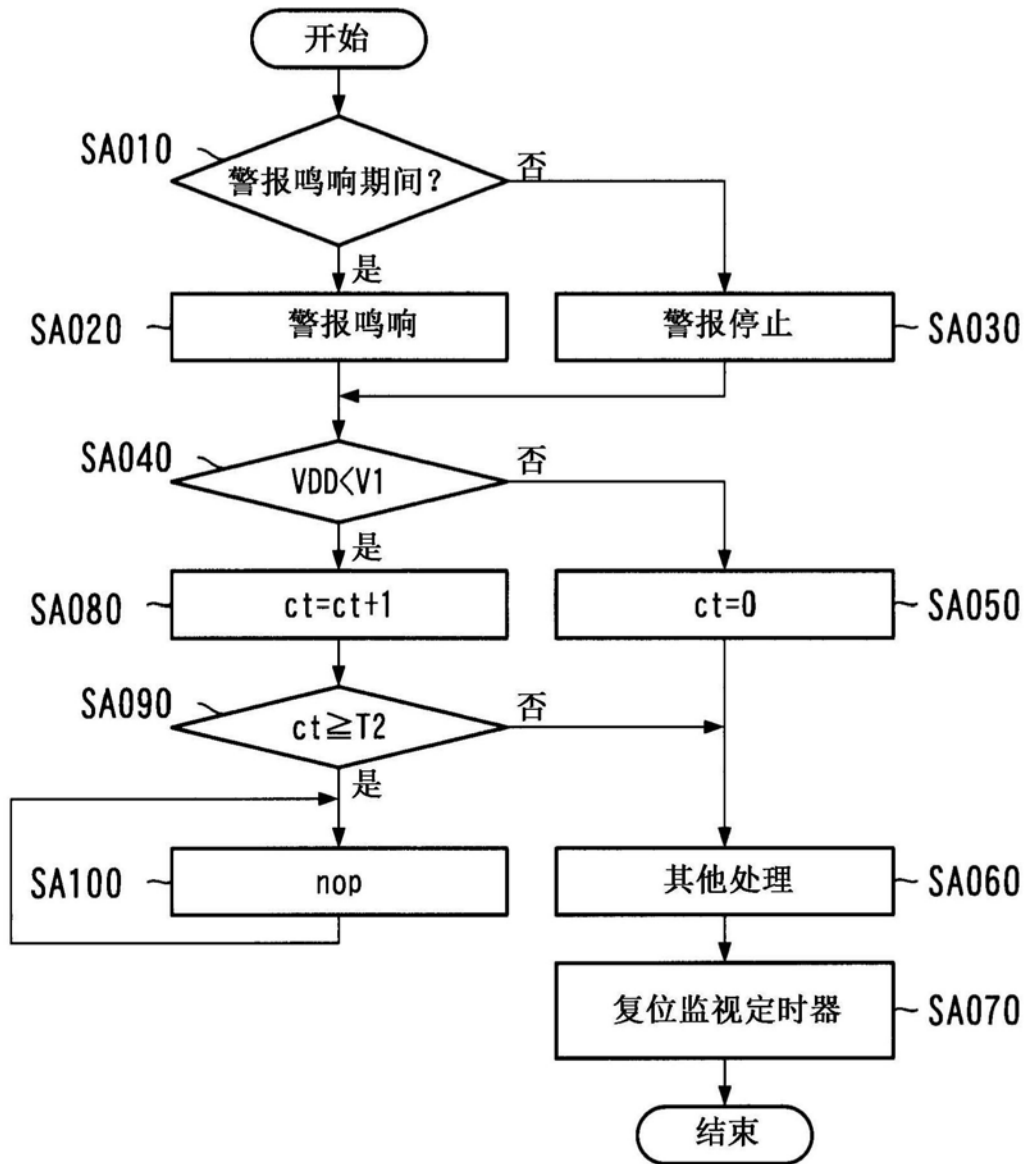 开始
SA010
警报鸣响期间?
否
是
SA020
警报鸣响
警报停止
SA030
SA040
VDD<V1
否
是
SA080
ct=ct+1
ct=0
SA050
SA090
ct≧T2
否
是
SA100
nop
其他处理
SA060
复位监视定时器
SA070
结束